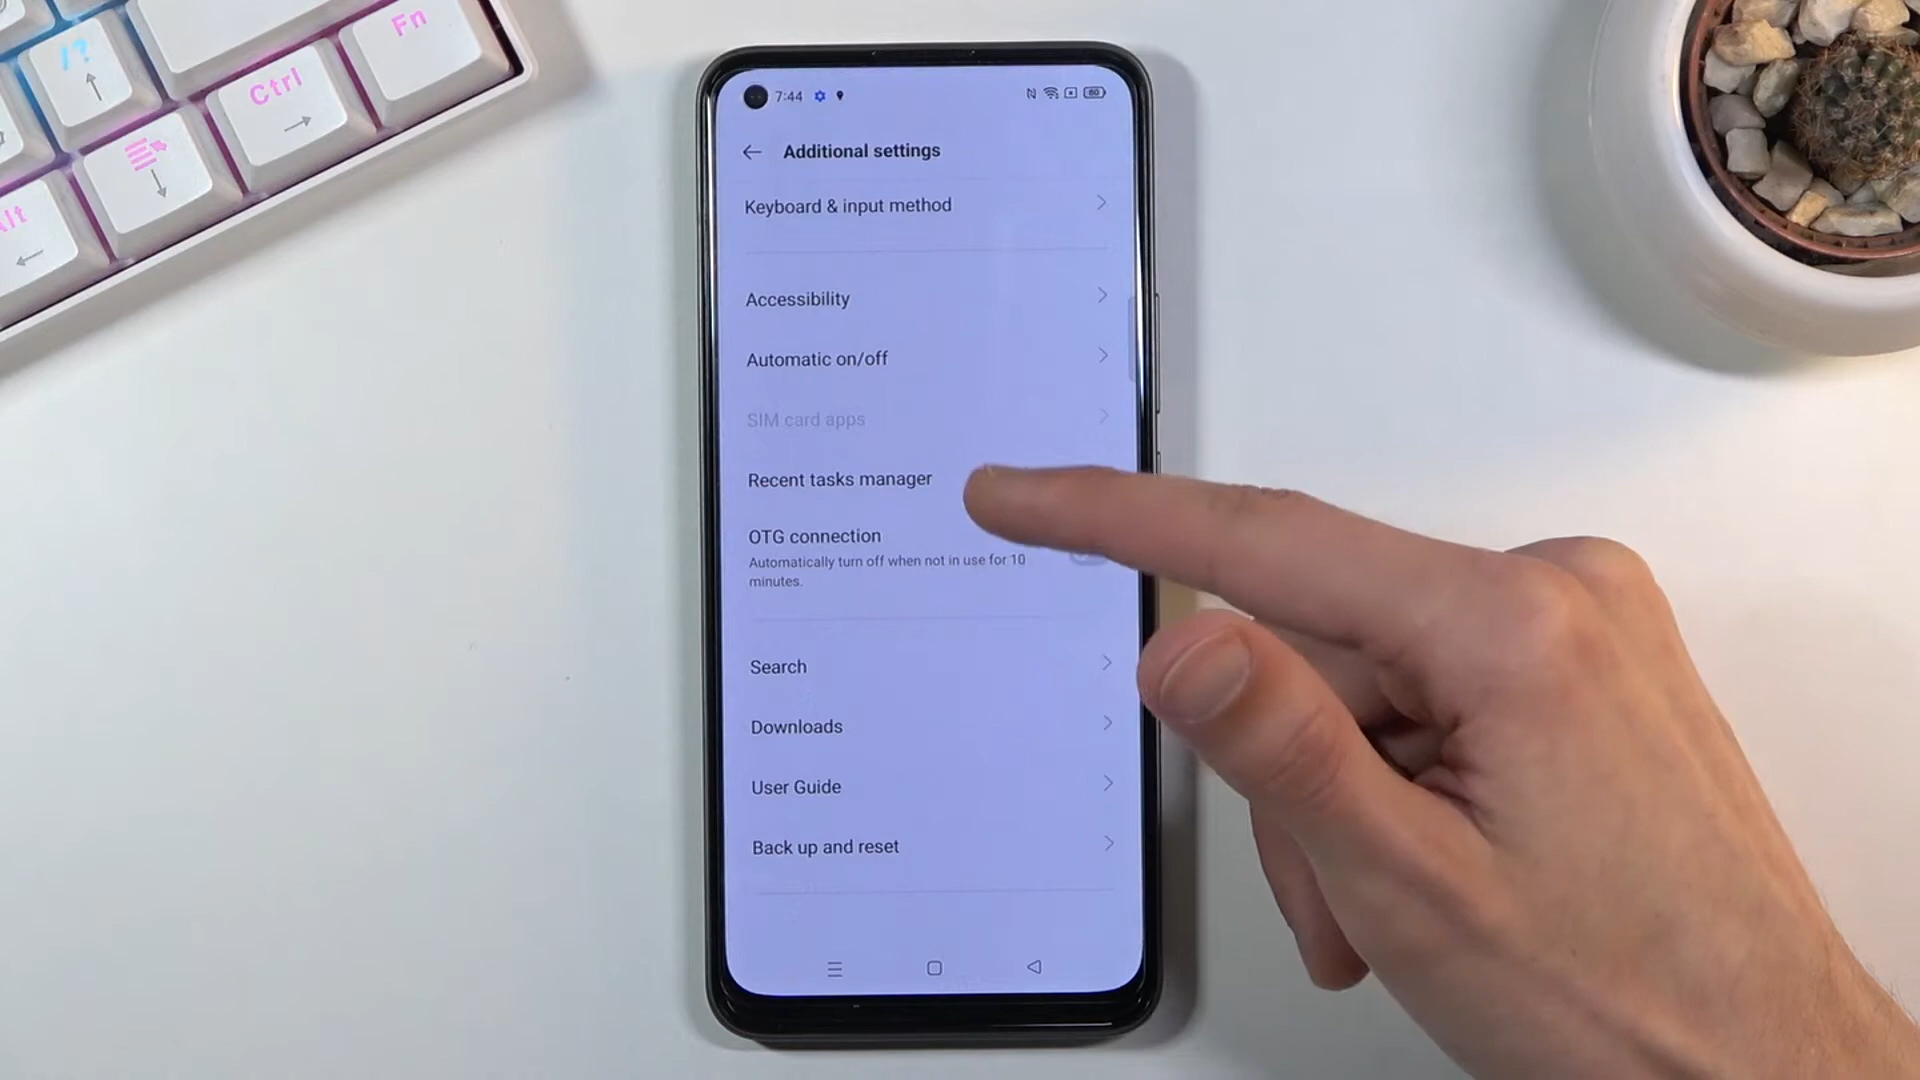 /?
Fn
Ctrl
Alt
7:44
80
Additional settings
Keyboard & input method
Accessibility
Automatic on/off
SIM card apps
Recent tasks manager
OTG connection
Automatically turn off when not in use for 10
minutes.
Search
Downloads
User Guide
Back up and reset